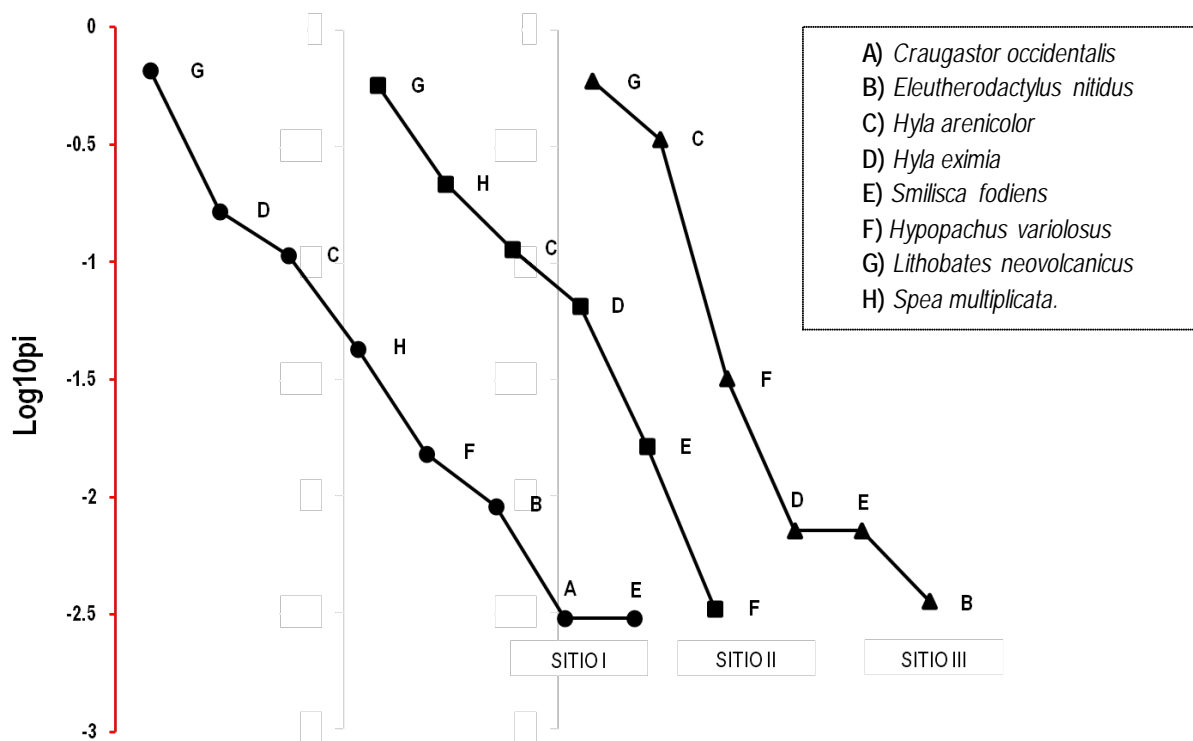 0
-0.5
-1
-1.5
-2
-2.5
-3
Log10pi
G
D
C
H
F
B
A
E
G
H
C
D
E
F
G
C
F
D
E
B
SITIO I
SITIO II
SITIO III
A) Craugastor occidentalis
B) Eleutherodactylus nitidus
C) Hyla arenicolor
D) Hyla eximia
E) Smilisca fodiens
F) Hypopachus variolosus
G) Lithobates neovolcanicus
H) Spea multiplicata.